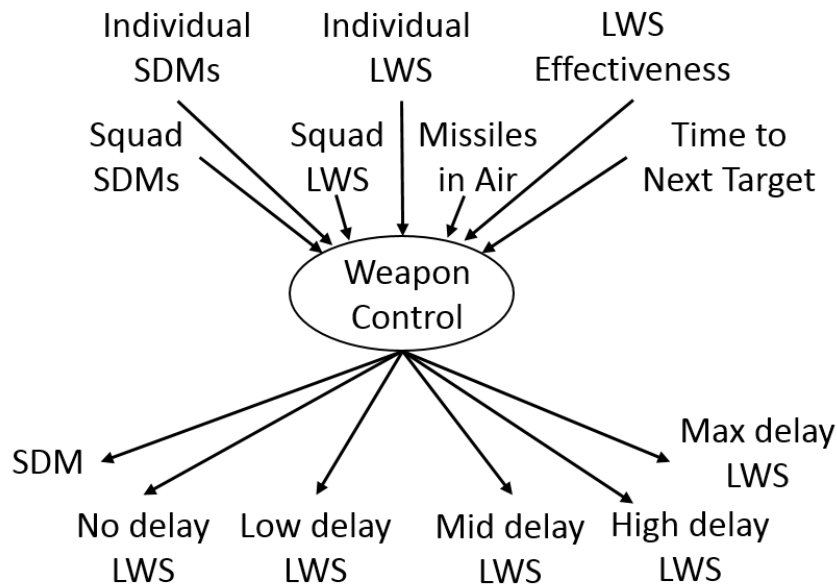 Individual
SDMs
Individual
LWS
LWS
Effectiveness
Squad
SDMs
Squad
LWS
Missiles
in Air
Time to
Next Target
Weapon
Control
SDM
No delay
LWS
Low delay
LWS
Mid delay
LWS
High delay
LWS
Max delay
LWS